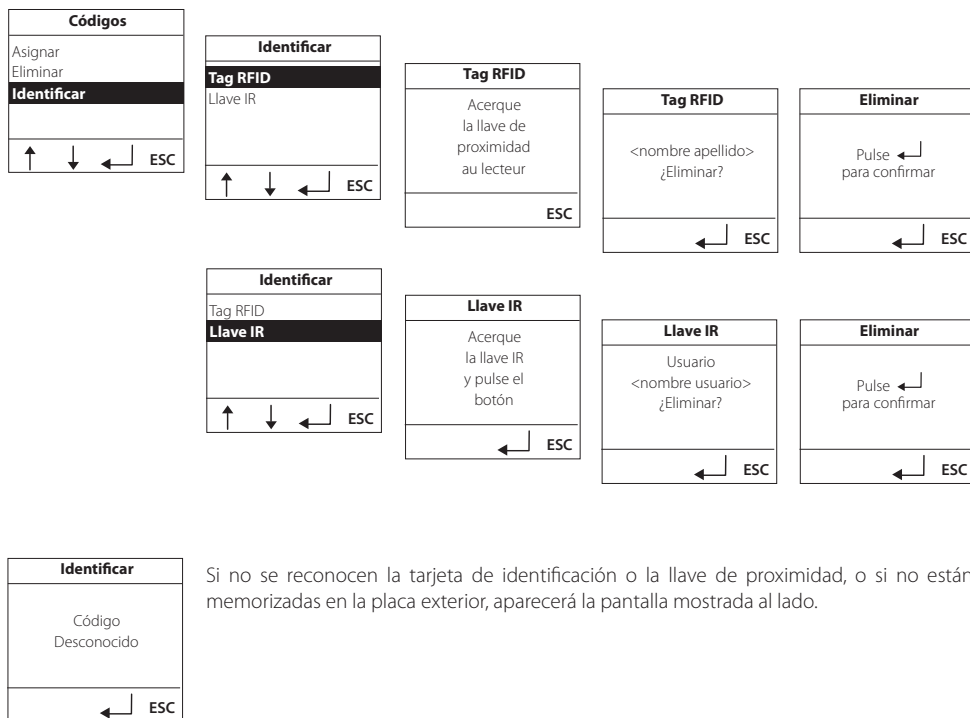 Códigos
Asignar
Eliminar
Identificar
ESC
Identificar
Tag RFID
Llave IR
ESC
Tag RFID
Acerque
la llave de
proximidad
au lecteur
ESC
Tag RFID
<nombre apellido>
¿Eliminar?
ESC
Eliminar
Pulse
para confirmar
ESC
Identificar
Tag RFID
Llave IR
ESC
Llave IR
Acerque
la llave IR
y pulse el
botón
ESC
Llave IR
Usuario
<nombre usuario>
¿Eliminar?
ESC
Eliminar
Pulse
para confirmar
ESC
Identificar
Código
Desconocido
ESC
Si no se reconocen la tarjeta de identificación o la llave de proximidad, o si no están
memorizadas en la placa exterior, aparecerá la pantalla mostrada al lado.